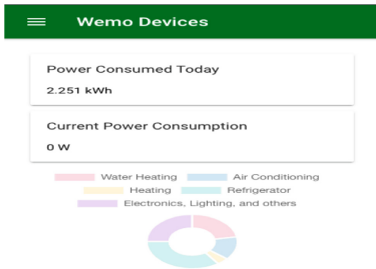 Wemo Devices
Power Consumed Today
2.251 kWh
Current Power Consumption
0 W
Water Heating Air Conditioning
Heating Refrigerator
Electronics, Lighting, and others